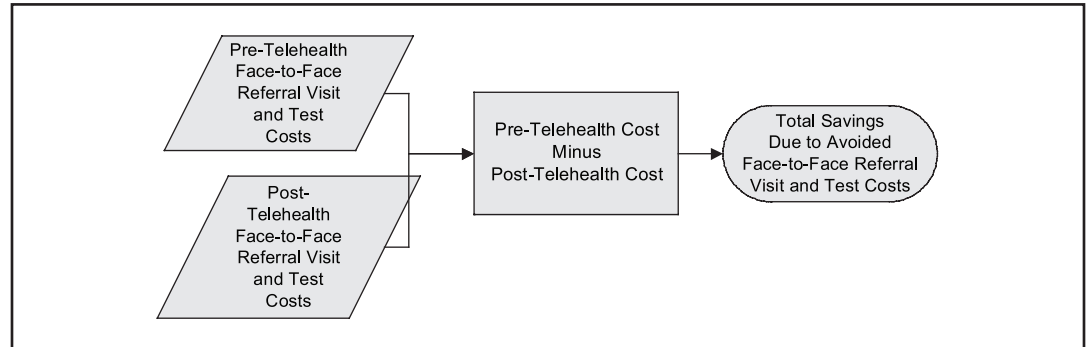 Pre-Telehealth
Face-to-Face
Referral Visit
and Test
Costs
Post-
Telehealth
Face-to-Face
Referral Visit
and Test
Costs
Pre-Telehealth Cost
Minus
Post-Telehealth Cost
Total Savings
Due to Avoided
Face-to-Face Referral
Visit and Test Costs